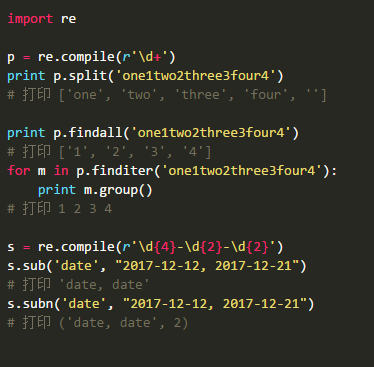 import re
p = re.compile(r'\d+')
print p.split('one1two2three3four4')
# 打印 ['one', 'two', 'three', 'four', '']
print p.findall('one1two2three3four4')
# 打印 ['1', '2', '3', '4']
for m in p.finditer('one1two2three3four4'):
    print m.group()
# 打印 1 2 3 4
s = re.compile(r'\d{4}-\d{2}-\d{2}')
s.sub('date', "2017-12-12, 2017-12-21")
# 打印 'date, date'
s.subn('date', "2017-12-12, 2017-12-21")
# 打印 ('date, date', 2)